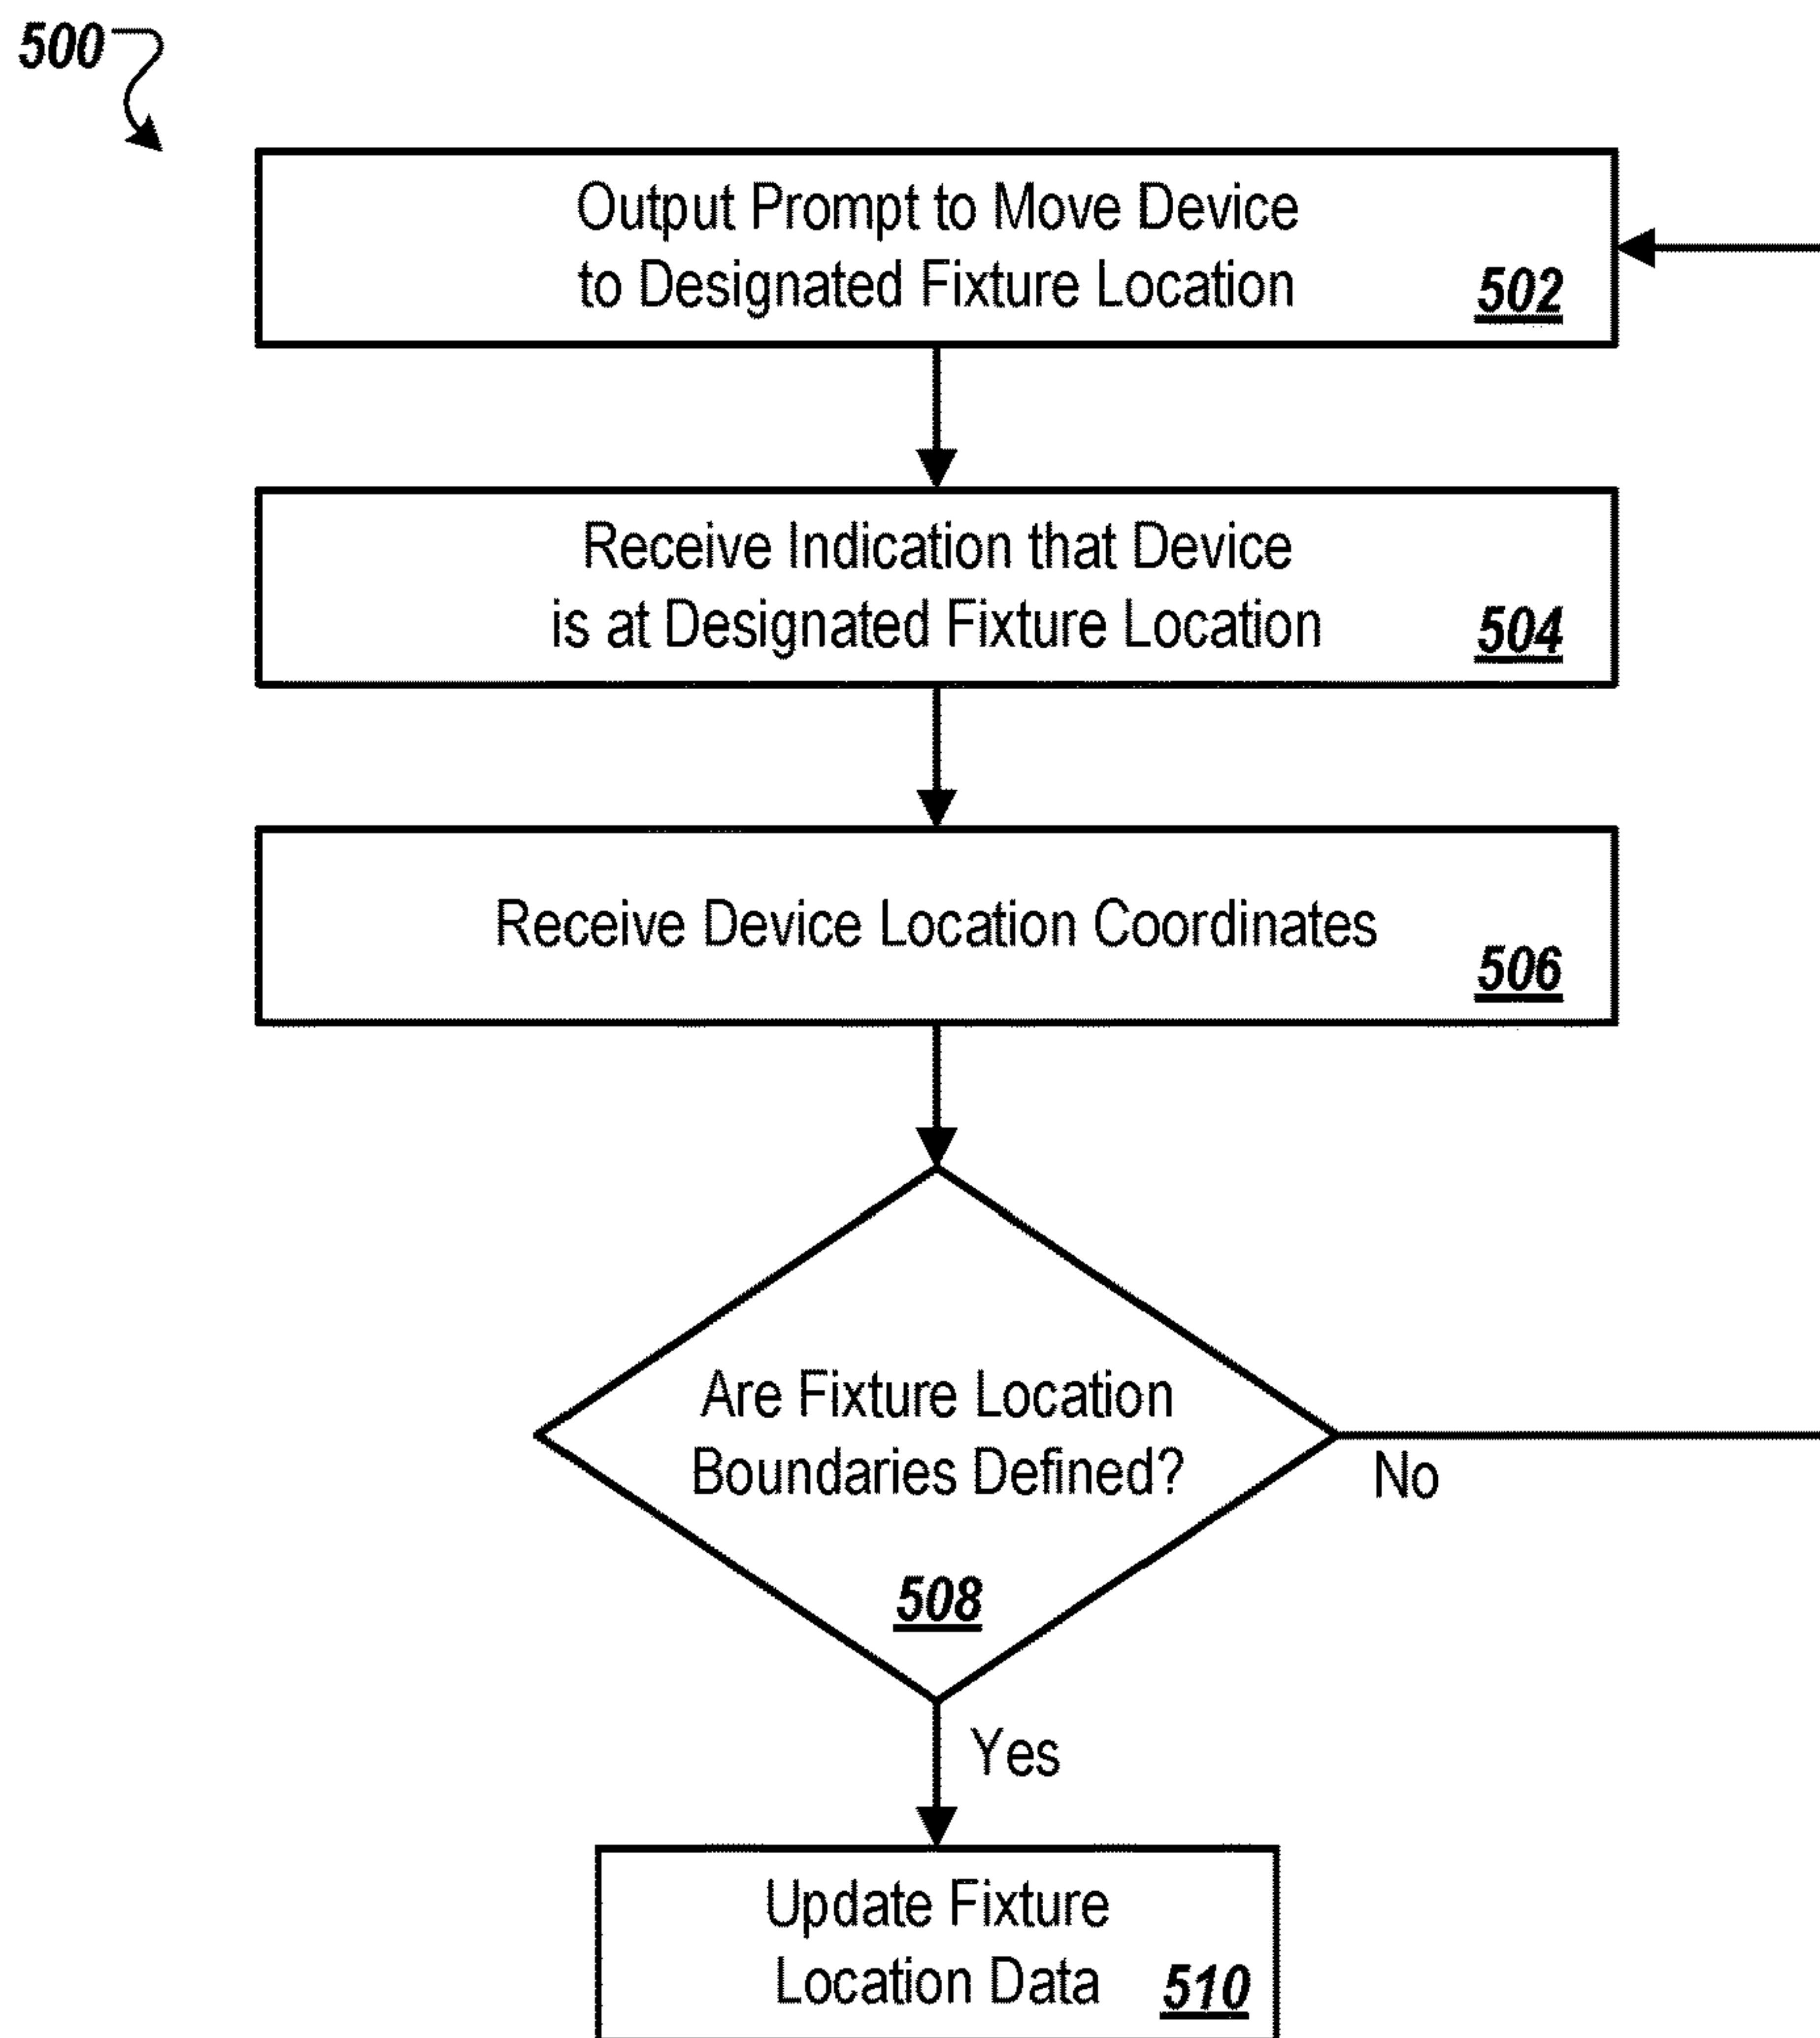 500
Output Prompt to Move Device
to Designated Fixture Location
502
Receive Indication that Device
is at Designated Fixture Location
504
Receive Device Location Coordinates
506
Are Fixture Location
Boundaries Defined?
No
508
Yes
Update Fixture
Location Data
510